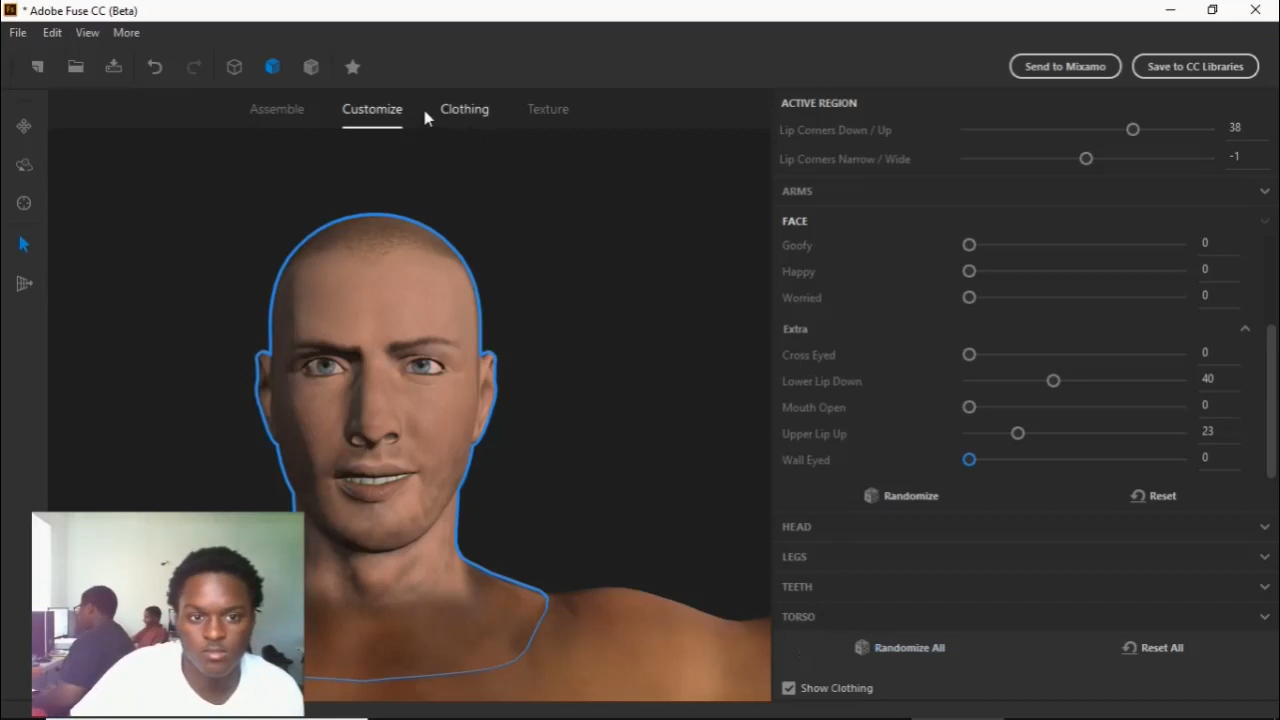 * Adobe Fuse CC (Beta)
File Edit View More
Send to Mixamo Save to CC Libraries
Assemble Customize Clothing Texture
ACTIVE REGION
Lip Corners Down / Up 38
Lip Corners Narrow / Wide -1
ARMS
FACE
Goofy 0
Happy 0
Worried 0
Extra
Cross Eyed 0
Lower Lip Down 40
Mouth Open 0
Upper Lip Up 23
Wall Eyed 0
Randomize Reset
HEAD
LEGS
TEETH
TORSO
Randomize All Reset All
Show Clothing